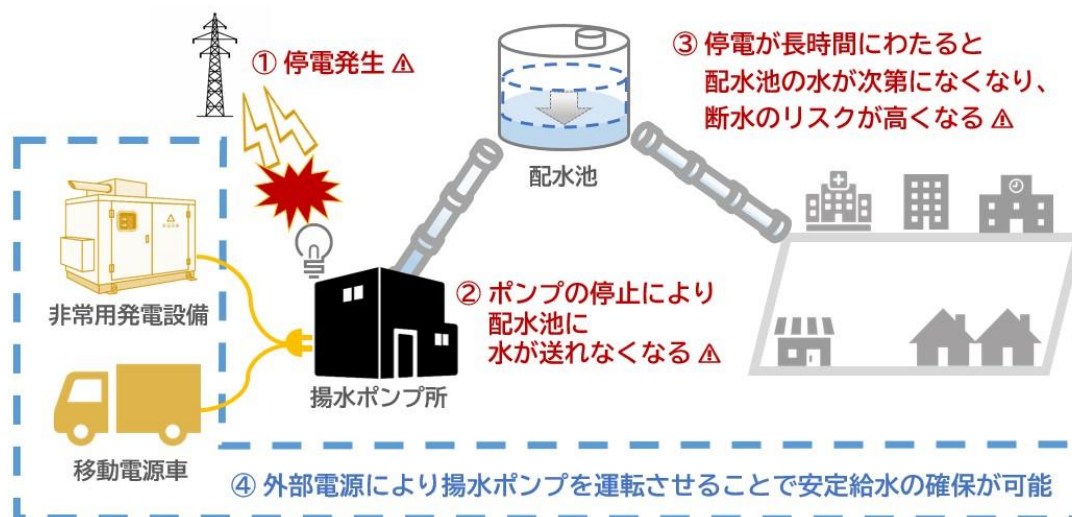 ① 停電発生 ⚠
③ 停電が長時間にわたると
配水池の水が次第になくなり、
断水のリスクが高くなる ⚠
配水池
非常用発電設備
② ポンプの停止により
配水池に
水が送れなくなる ⚠
揚水ポンプ所
移動電源車
④ 外部電源により揚水ポンプを運転させることで安定給水の確保が可能